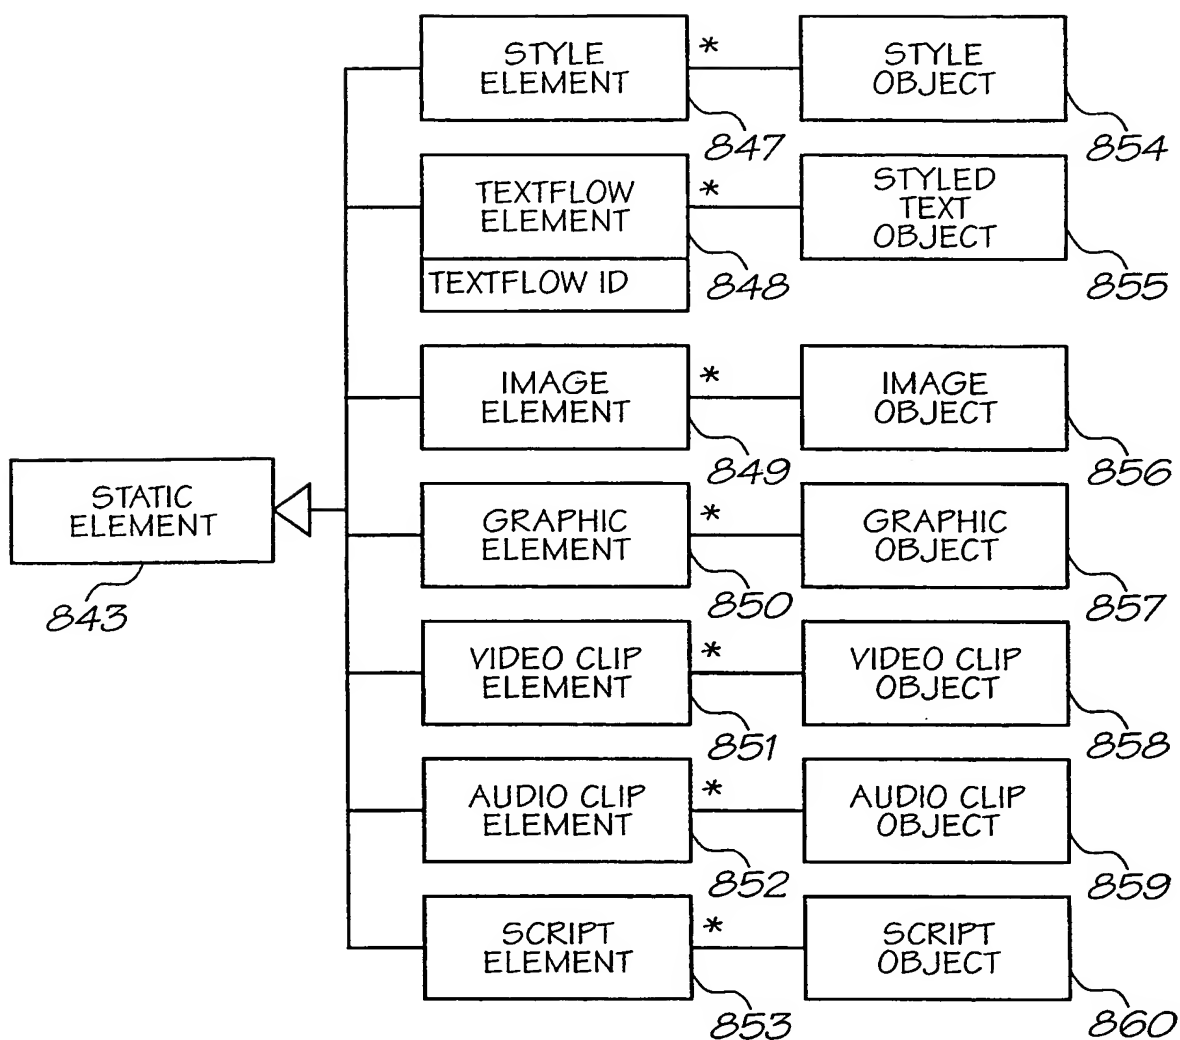 STYLE
ELEMENT
*
STYLE
OBJECT
847
854
TEXTFLOW
ELEMENT
TEXTFLOW ID
*
STYLED
TEXT
OBJECT
848
855
IMAGE
ELEMENT
*
IMAGE
OBJECT
849
856
STATIC
ELEMENT
843
GRAPHIC
ELEMENT
*
GRAPHIC
OBJECT
850
857
VIDEO CLIP
ELEMENT
*
VIDEO CLIP
OBJECT
851
858
AUDIO CLIP
ELEMENT
*
AUDIO CLIP
OBJECT
852
859
SCRIPT
ELEMENT
*
SCRIPT
OBJECT
853
860